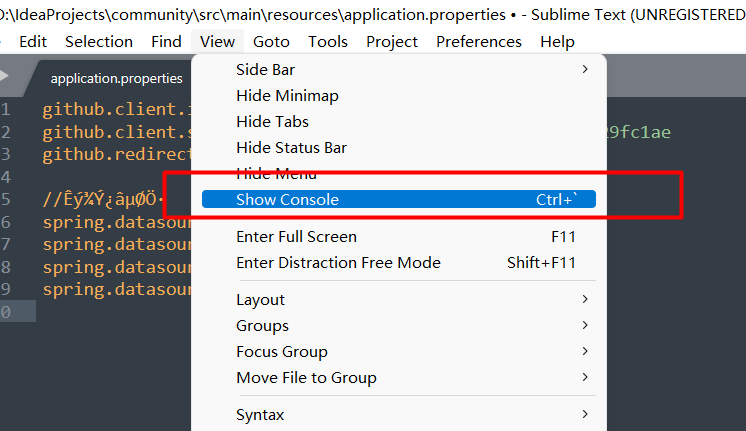 D:\IdeaProjects\community\src\main\resources\application.properties • - Sublime Text (UNREGISTERED
Edit Selection Find View Goto Tools Project Preferences Help
application.properties
Side Bar
Hide Minimap
Hide Tabs
Hide Status Bar
Hide Menu
Show Console Ctrl+`
Enter Full Screen F11
Enter Distraction Free Mode Shift+F11
Layout
Groups
Focus Group
Move File to Group
Syntax
1 github.client.i
2 github.client.s 29fc1ae
3 github.redirect
4
5 //Êý¾Ý¿âµØÖ·
6 spring.datasour
7 spring.datasour
8 spring.datasour
9 spring.datasour
0